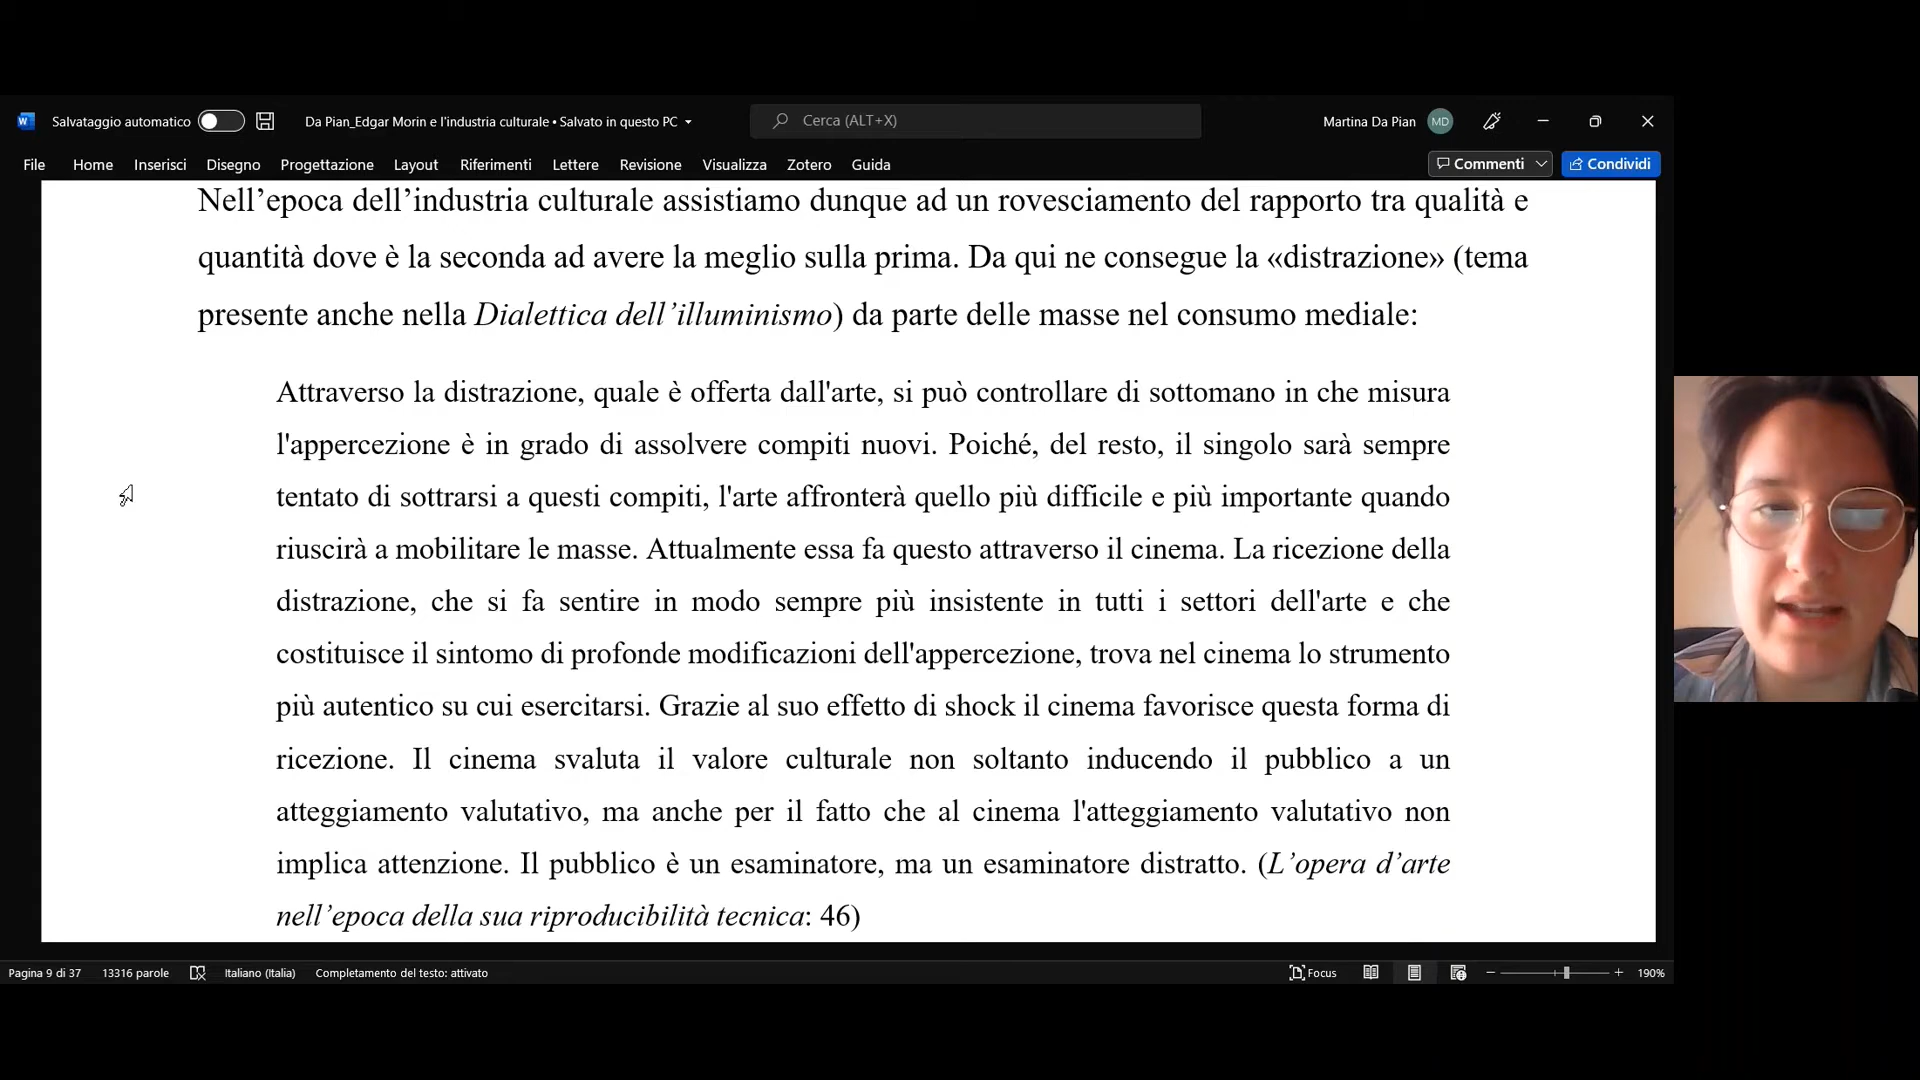 Salvataggio automatico
Da Pian_Edgar Morin e l'industria culturale • Salvato in questo PC
Cerca (ALT+X)
Martina Da Pian
MD
File Home Inserisci Disegno Progettazione Layout Riferimenti Lettere Revisione Visualizza Zotero Guida
Commenti
Condividi
Nell’epoca dell’industria culturale assistiamo dunque ad un rovesciamento del rapporto tra qualità e
quantità dove è la seconda ad avere la meglio sulla prima. Da qui ne consegue la «distrazione» (tema
presente anche nella Dialettica dell’illuminismo) da parte delle masse nel consumo mediale:
Attraverso la distrazione, quale è offerta dall'arte, si può controllare di sottomano in che misura
l'appercezione è in grado di assolvere compiti nuovi. Poiché, del resto, il singolo sarà sempre
tentato di sottrarsi a questi compiti, l'arte affronterà quello più difficile e più importante quando
riuscirà a mobilitare le masse. Attualmente essa fa questo attraverso il cinema. La ricezione della
distrazione, che si fa sentire in modo sempre più insistente in tutti i settori dell'arte e che
costituisce il sintomo di profonde modificazioni dell'appercezione, trova nel cinema lo strumento
più autentico su cui esercitarsi. Grazie al suo effetto di shock il cinema favorisce questa forma di
ricezione. Il cinema svaluta il valore culturale non soltanto inducendo il pubblico a un
atteggiamento valutativo, ma anche per il fatto che al cinema l'atteggiamento valutativo non
implica attenzione. Il pubblico è un esaminatore, ma un esaminatore distratto. (L’opera d’arte
nell’epoca della sua riproducibilità tecnica: 46)
Pagina 9 di 37
13316 parole
Italiano (Italia)
Completamento del testo: attivato
Focus
190%